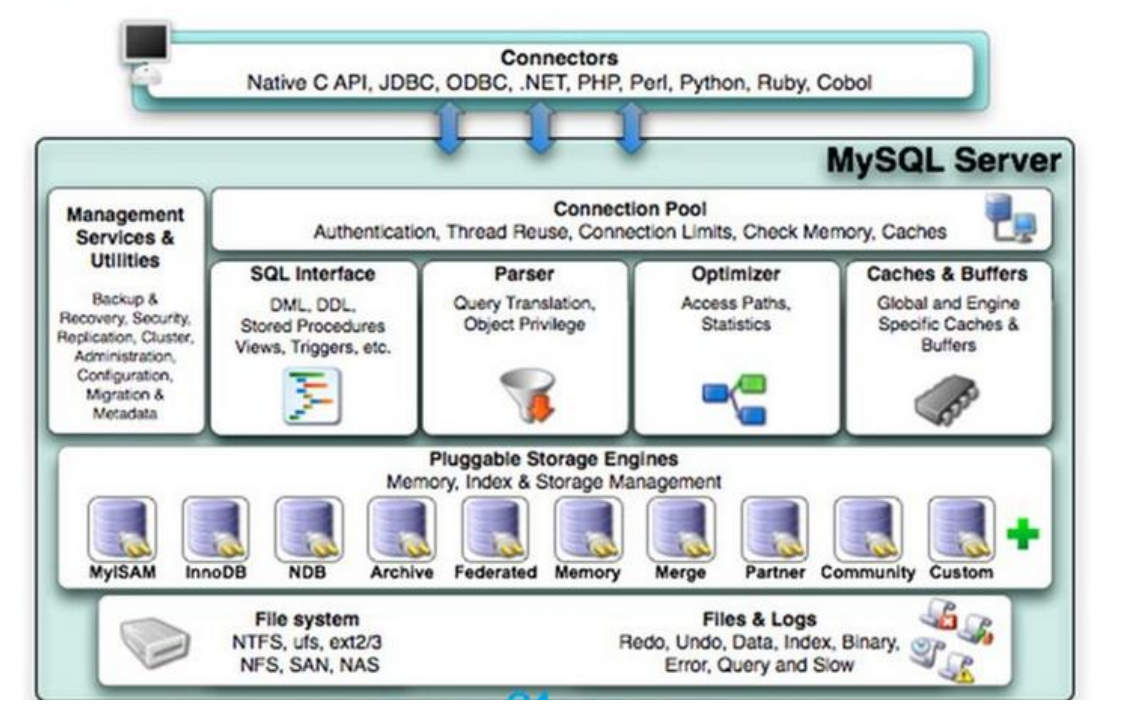 Connectors
Native C API, JDBC, ODBC, .NET, PHP, Perl, Python, Ruby, Cobol
MySQL Server
Management
Services &
Utilities
Backup &
Recovery, Security,
Replication, Cluster,
Administration,
Configuration,
Migration &
Metadata
Connection Pool
Authentication, Thread Reuse, Connection Limits, Check Memory, Caches
SQL Interface
DML, DDL,
Stored Procedures
Views, Triggers, etc.
Parser
Query Translation,
Object Privilege
Optimizer
Access Paths,
Statistics
Caches & Buffers
Global and Engine
Specific Caches &
Buffers
Pluggable Storage Engines
Memory, Index & Storage Management
MyISAM InnoDB NDB Archive Federated Memory Merge Partner Community Custom
File system
NTFS, ufs, ext2/3
NFS, SAN, NAS
Files & Logs
Redo, Undo, Data, Index, Binary,
Error, Query and Slow